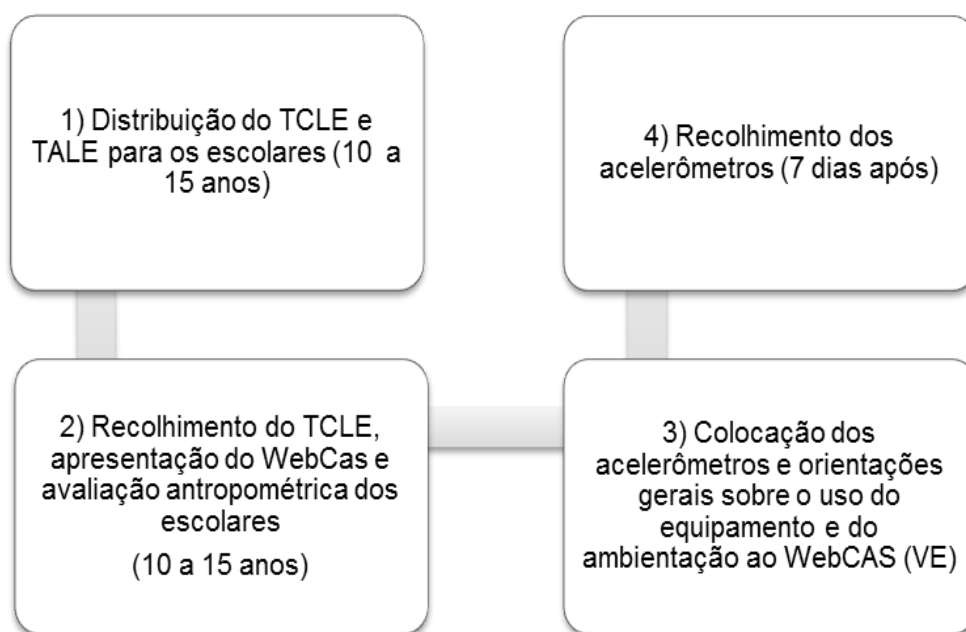 1) Distribuição do TCLE e
TALE para os escolares (10 a
15 anos)
2) Recolhimento do TCLE,
apresentação do WebCas e
avaliação antropométrica dos
escolares
(10 a 15 anos)
3) Colocação dos
acelerômetros e orientações
gerais sobre o uso do
equipamento e do
ambientação ao WebCAS (VE)
4) Recolhimento dos
acelerômetros (7 dias após)